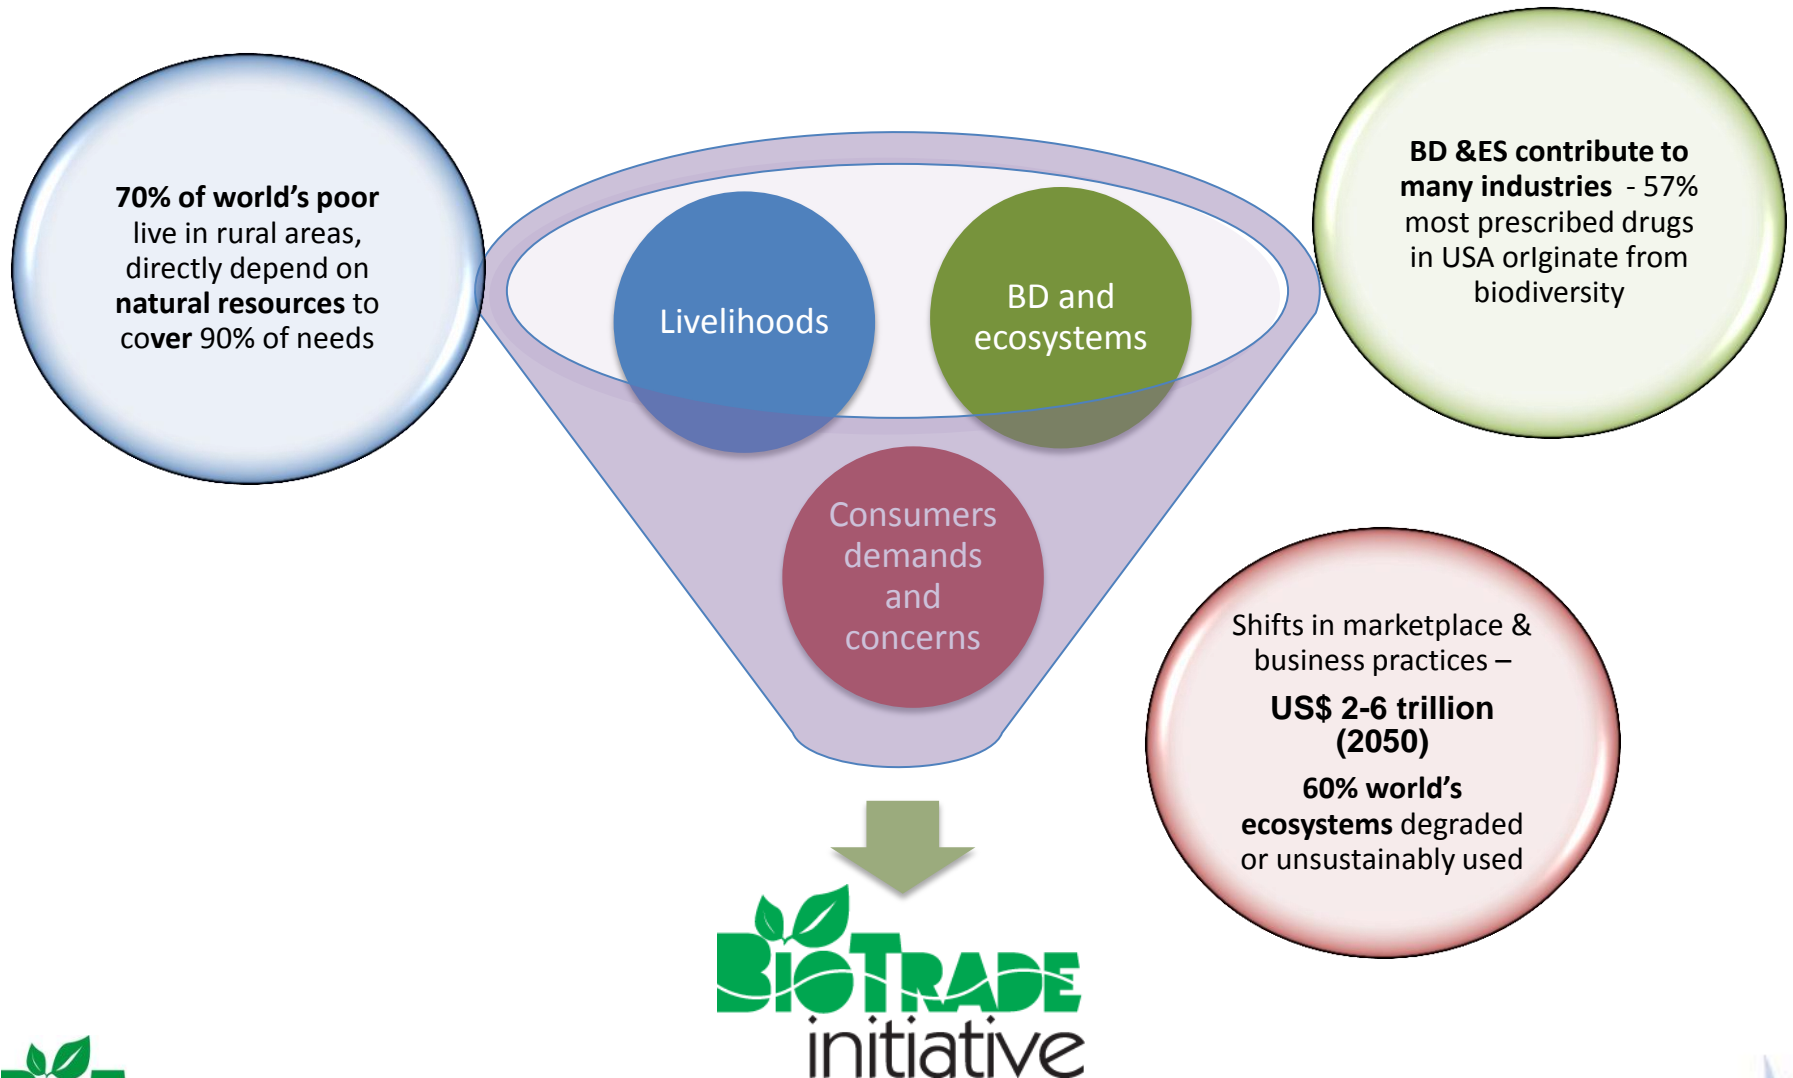 70% of world’s poor
live in rural areas,
directly depend on
natural resources to
cover 90% of needs
Livelihoods
BD and
ecosystems
BD &ES contribute to
many industries - 57%
most prescribed drugs
in USA orIginate from
biodiversity
Consumers
demands
and
concerns
Shifts in marketplace &
business practices –
US$ 2-6 trillion
(2050)
60% world’s
ecosystems degraded
or unsustainably used
BIOTRADE
initiative